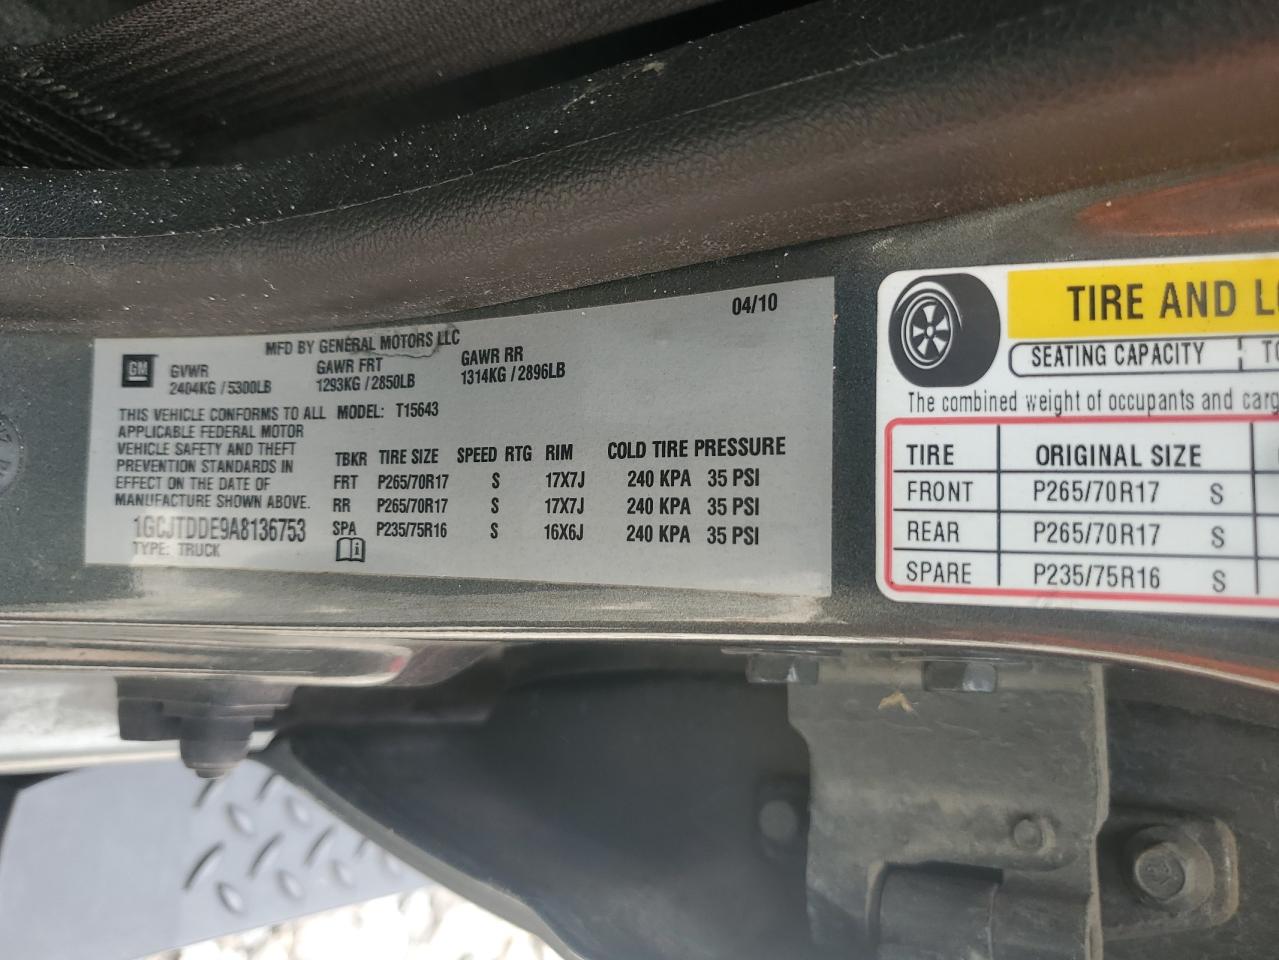 04/10
MFD BY GENERAL MOTORS LLC
GM
GVWR GAWR FRT GAWR RR
2404KG / 5300LB 1293KG / 2850LB 1314KG / 2896LB
THIS VEHICLE CONFORMS TO ALL MODEL: T15643
APPLICABLE FEDERAL MOTOR
VEHICLE SAFETY AND THEFT
PREVENTION STANDARDS IN
EFFECT ON THE DATE OF
MANUFACTURE SHOWN ABOVE.
1GCJTDDE9A8136753
TYPE: TRUCK
TBKR TIRE SIZE SPEED RTG RIM COLD TIRE PRESSURE
FRT P265/70R17 S 17X7J 240 KPA 35 PSI
RR P265/70R17 S 17X7J 240 KPA 35 PSI
SPA P235/75R16 S 16X6J 240 KPA 35 PSI
TIRE AND
SEATING CAPACITY
The combined weight of occupants and
TIRE ORIGINAL SIZE
FRONT P265/70R17 S
REAR P265/70R17 S
SPARE P235/75R16 S